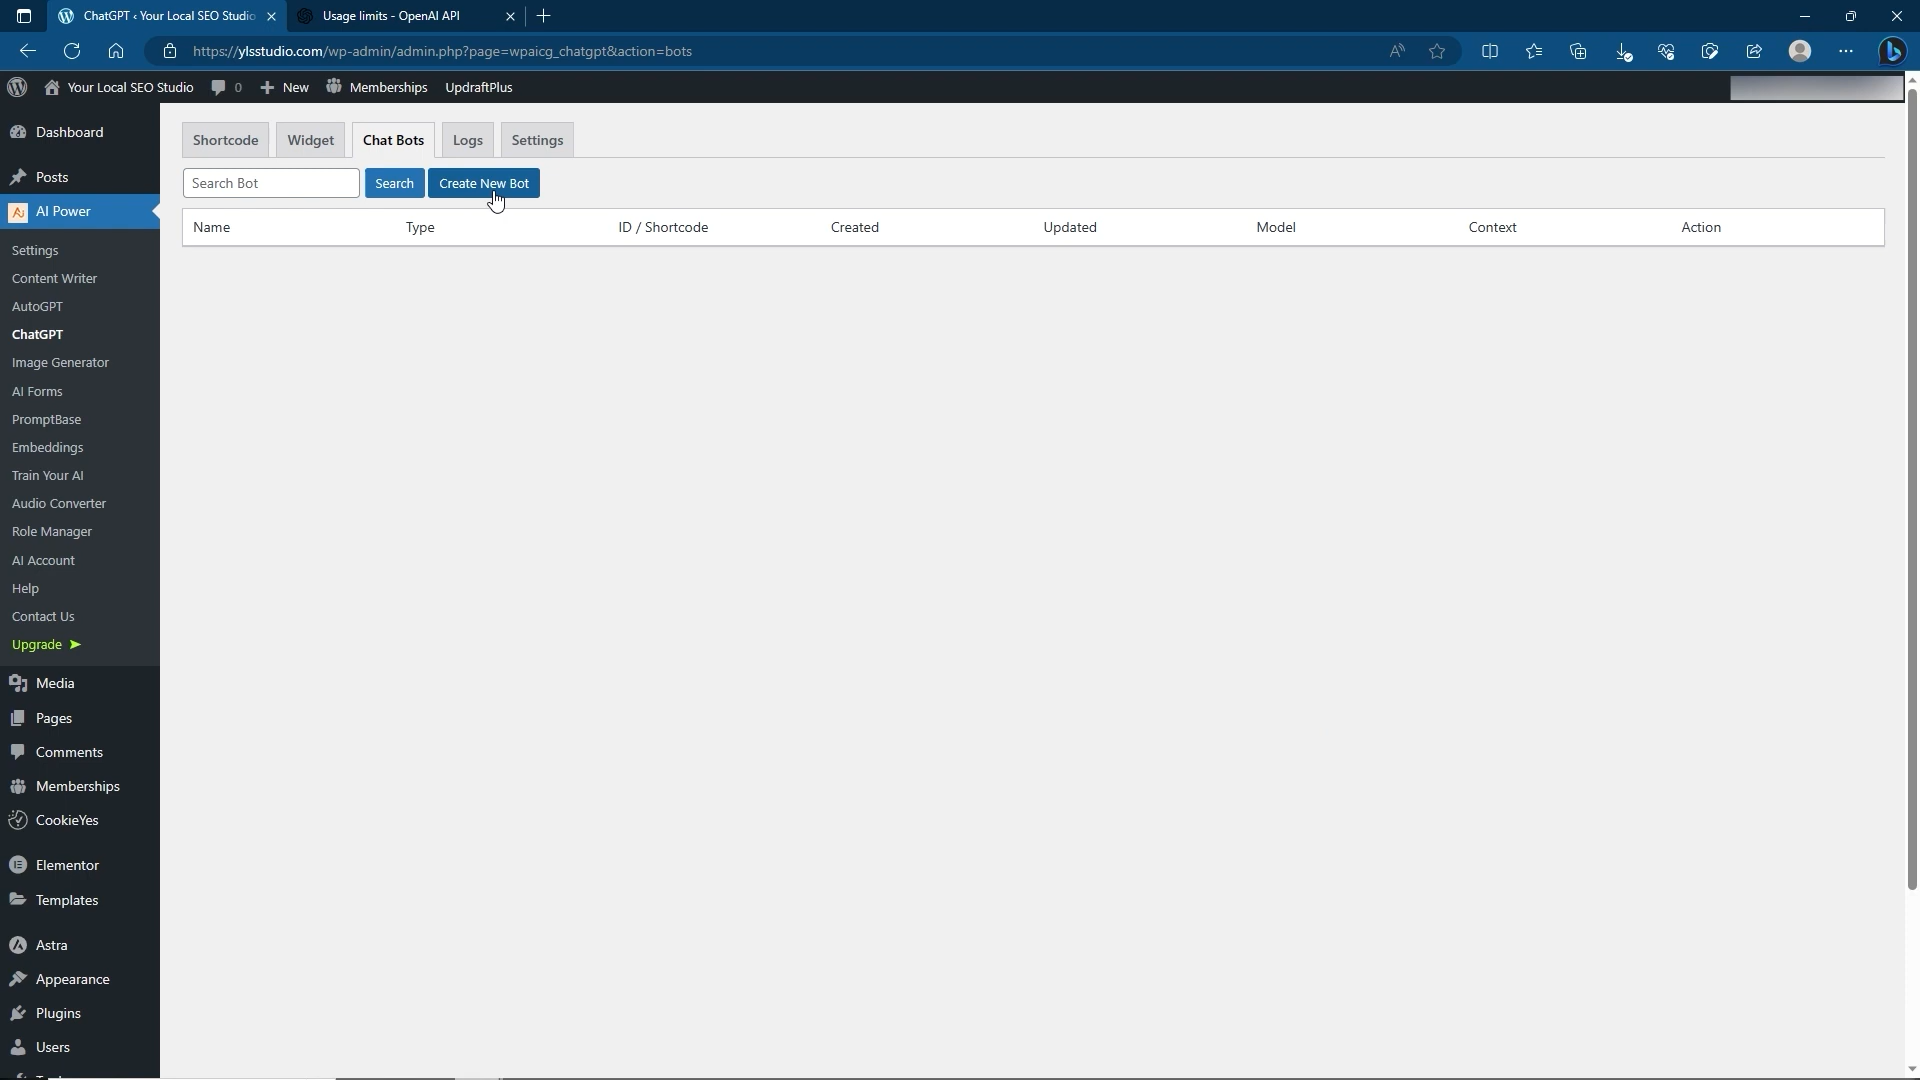 ChatGPT ‹ Your Local SEO Studio
Usage limits - OpenAI API
https://ylsstudio.com/wp-admin/admin.php?page=wpaicg_chatgpt&action=bots
Your Local SEO Studio
0
New
Memberships
UpdraftPlus
Dashboard
Posts
AI Power
Settings
Content Writer
AutoGPT
ChatGPT
Image Generator
AI Forms
PromptBase
Embeddings
Train Your AI
Audio Converter
Role Manager
AI Account
Help
Contact Us
Upgrade ➤
Media
Pages
Comments
Memberships
CookieYes
Elementor
Templates
Astra
Appearance
Plugins
Users
Shortcode
Widget
Chat Bots
Logs
Settings
Search Bot
Search
Create New Bot
Name
Type
ID / Shortcode
Created
Updated
Model
Context
Action